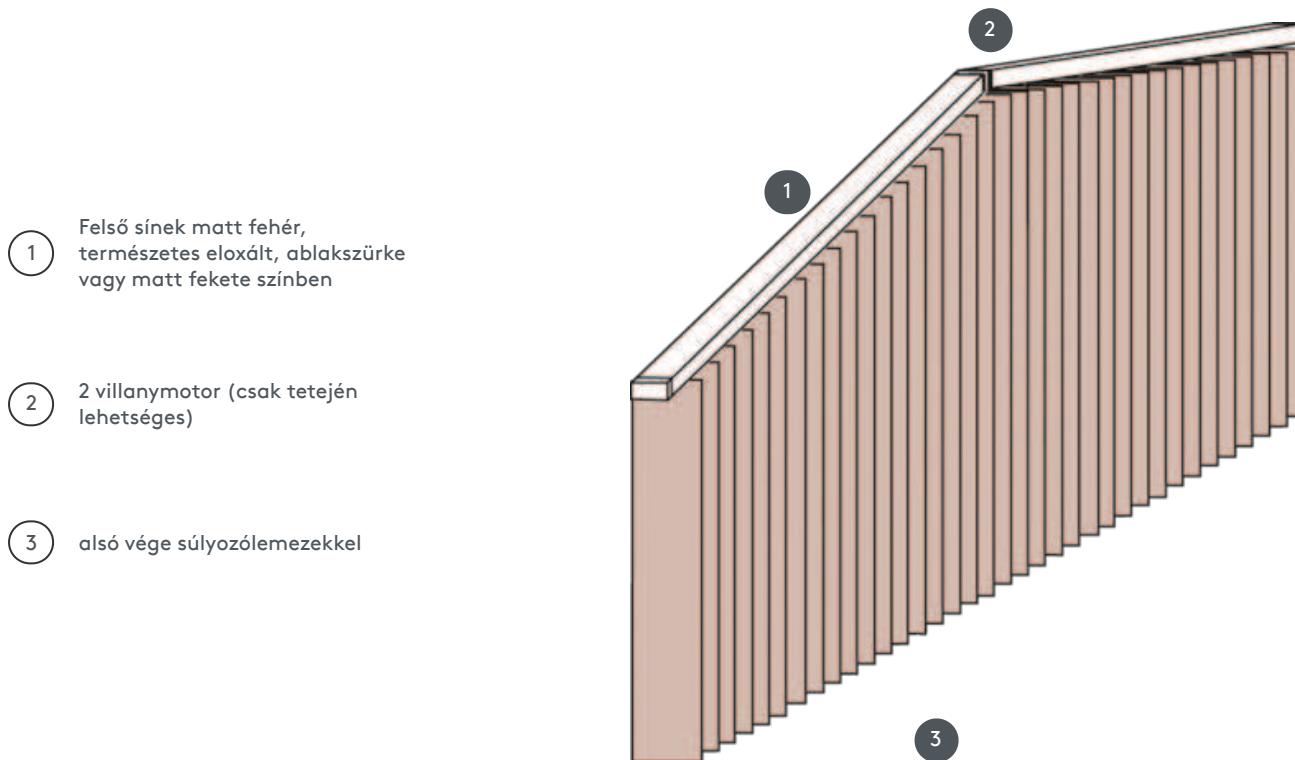 1
Felső sínek matt fehér,
természetes eloxált, ablakszürke
vagy matt fekete színben
2
2 villanymotor (csak tetején
lehetséges)
3
alsó vége súlyozólemezekkel
2
1
3